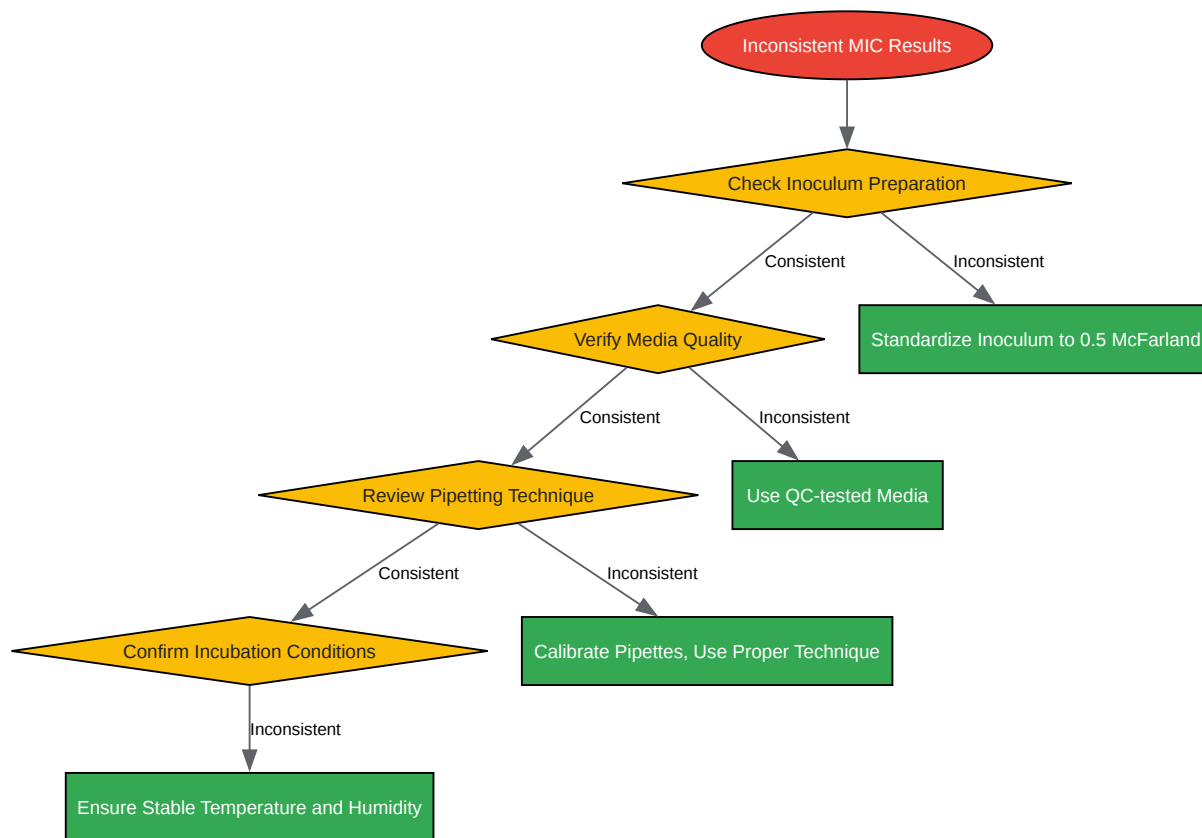 Inconsistent MIC Results
Check Inoculum Preparation
Consistent
Inconsistent
Verify Media Quality
Standardize Inoculum to 0.5 McFarland
Consistent
Inconsistent
Review Pipetting Technique
Use QC-tested Media
Consistent
Inconsistent
Confirm Incubation Conditions
Calibrate Pipettes, Use Proper Technique
Inconsistent
Ensure Stable Temperature and Humidity